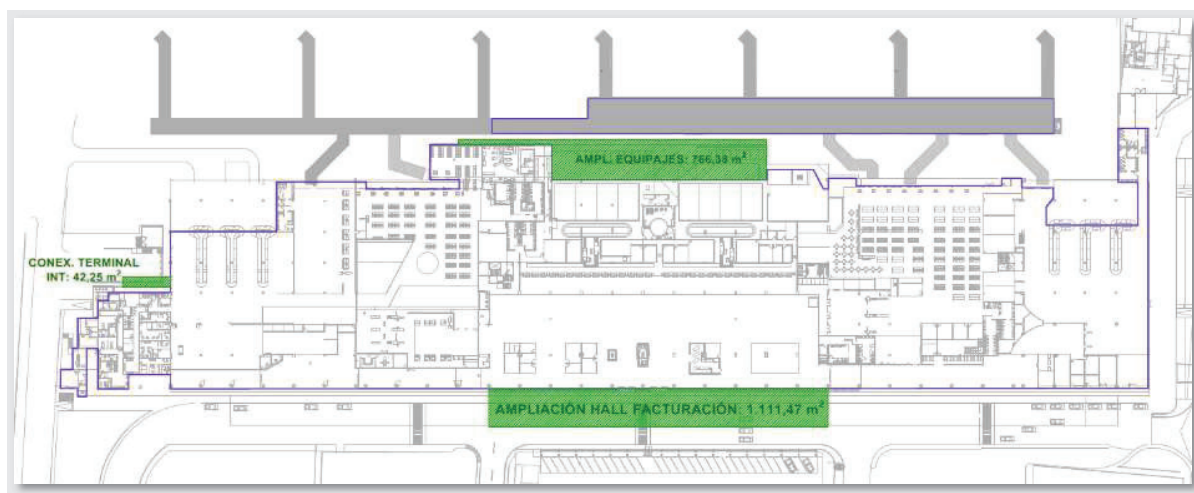 AMPL. EQUIPAJES: 766,38 m²
CONEX. TERMINAL
INT: 42,25 m²
AMPLIACIÓN HALL FACTURACIÓN: 1.111,47 m²